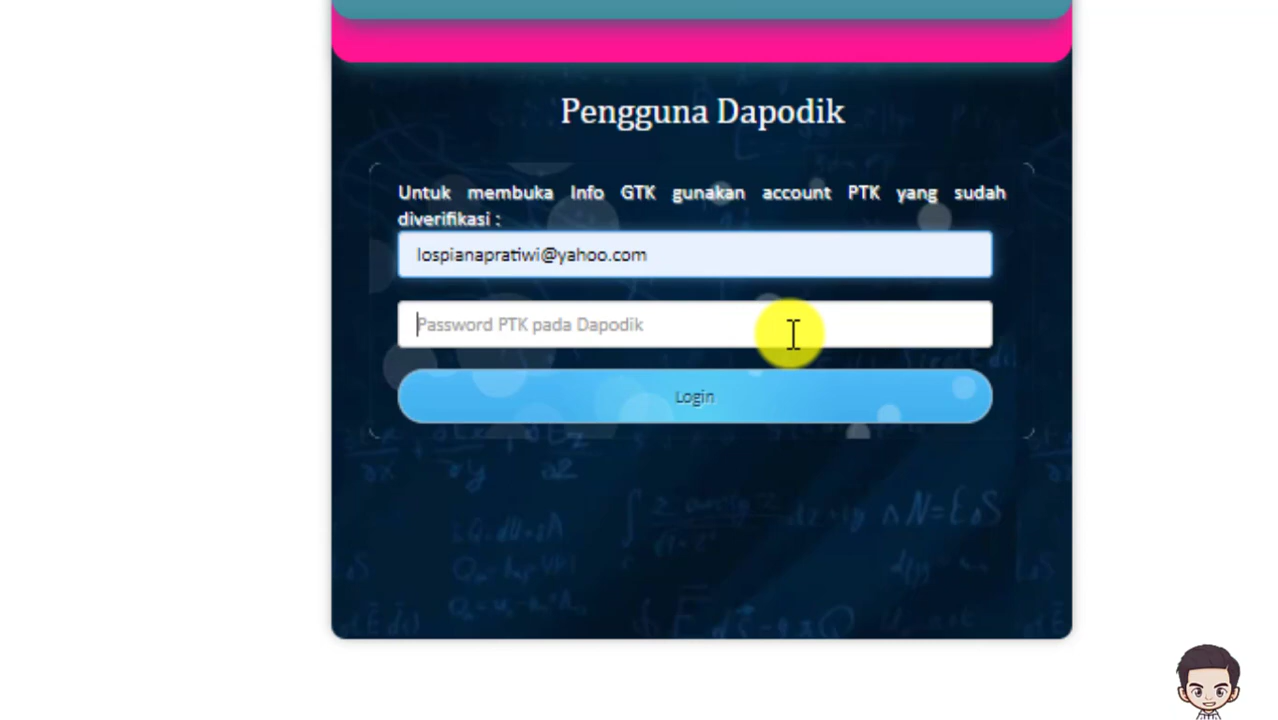 Pengguna Dapodik
Untuk membuka Info GTK gunakan account PTK yang sudah
diverifikasi :
lospianapratiwi@yahoo.com
Password PTK pada Dapodik
Login